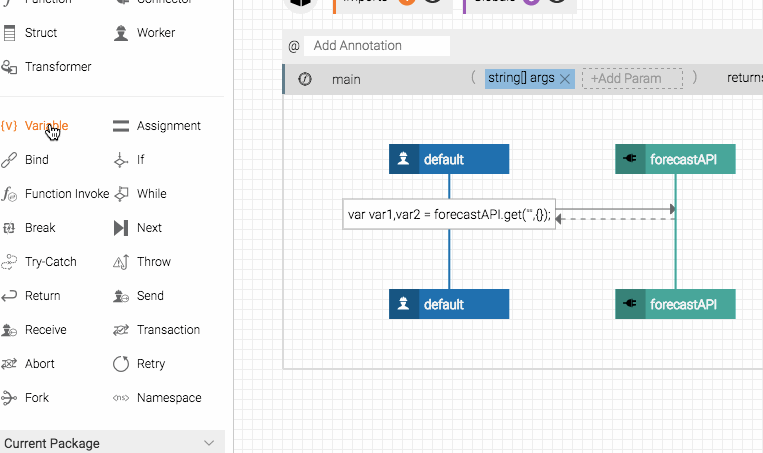 Function Connector
Struct Worker
Transformer
{V} Variable Assignment
Bind If
Function Invoke While
Break Next
Try-Catch Throw
Return Send
Receive Transaction
Abort Retry
Fork <ns> Namespace
Current Package
Imports Globals
@ Add Annotation
main ( string[] args +Add Param ) returns
default forecastAPI
var var1,var2 = forecastAPI.get("",{});
default forecastAPI